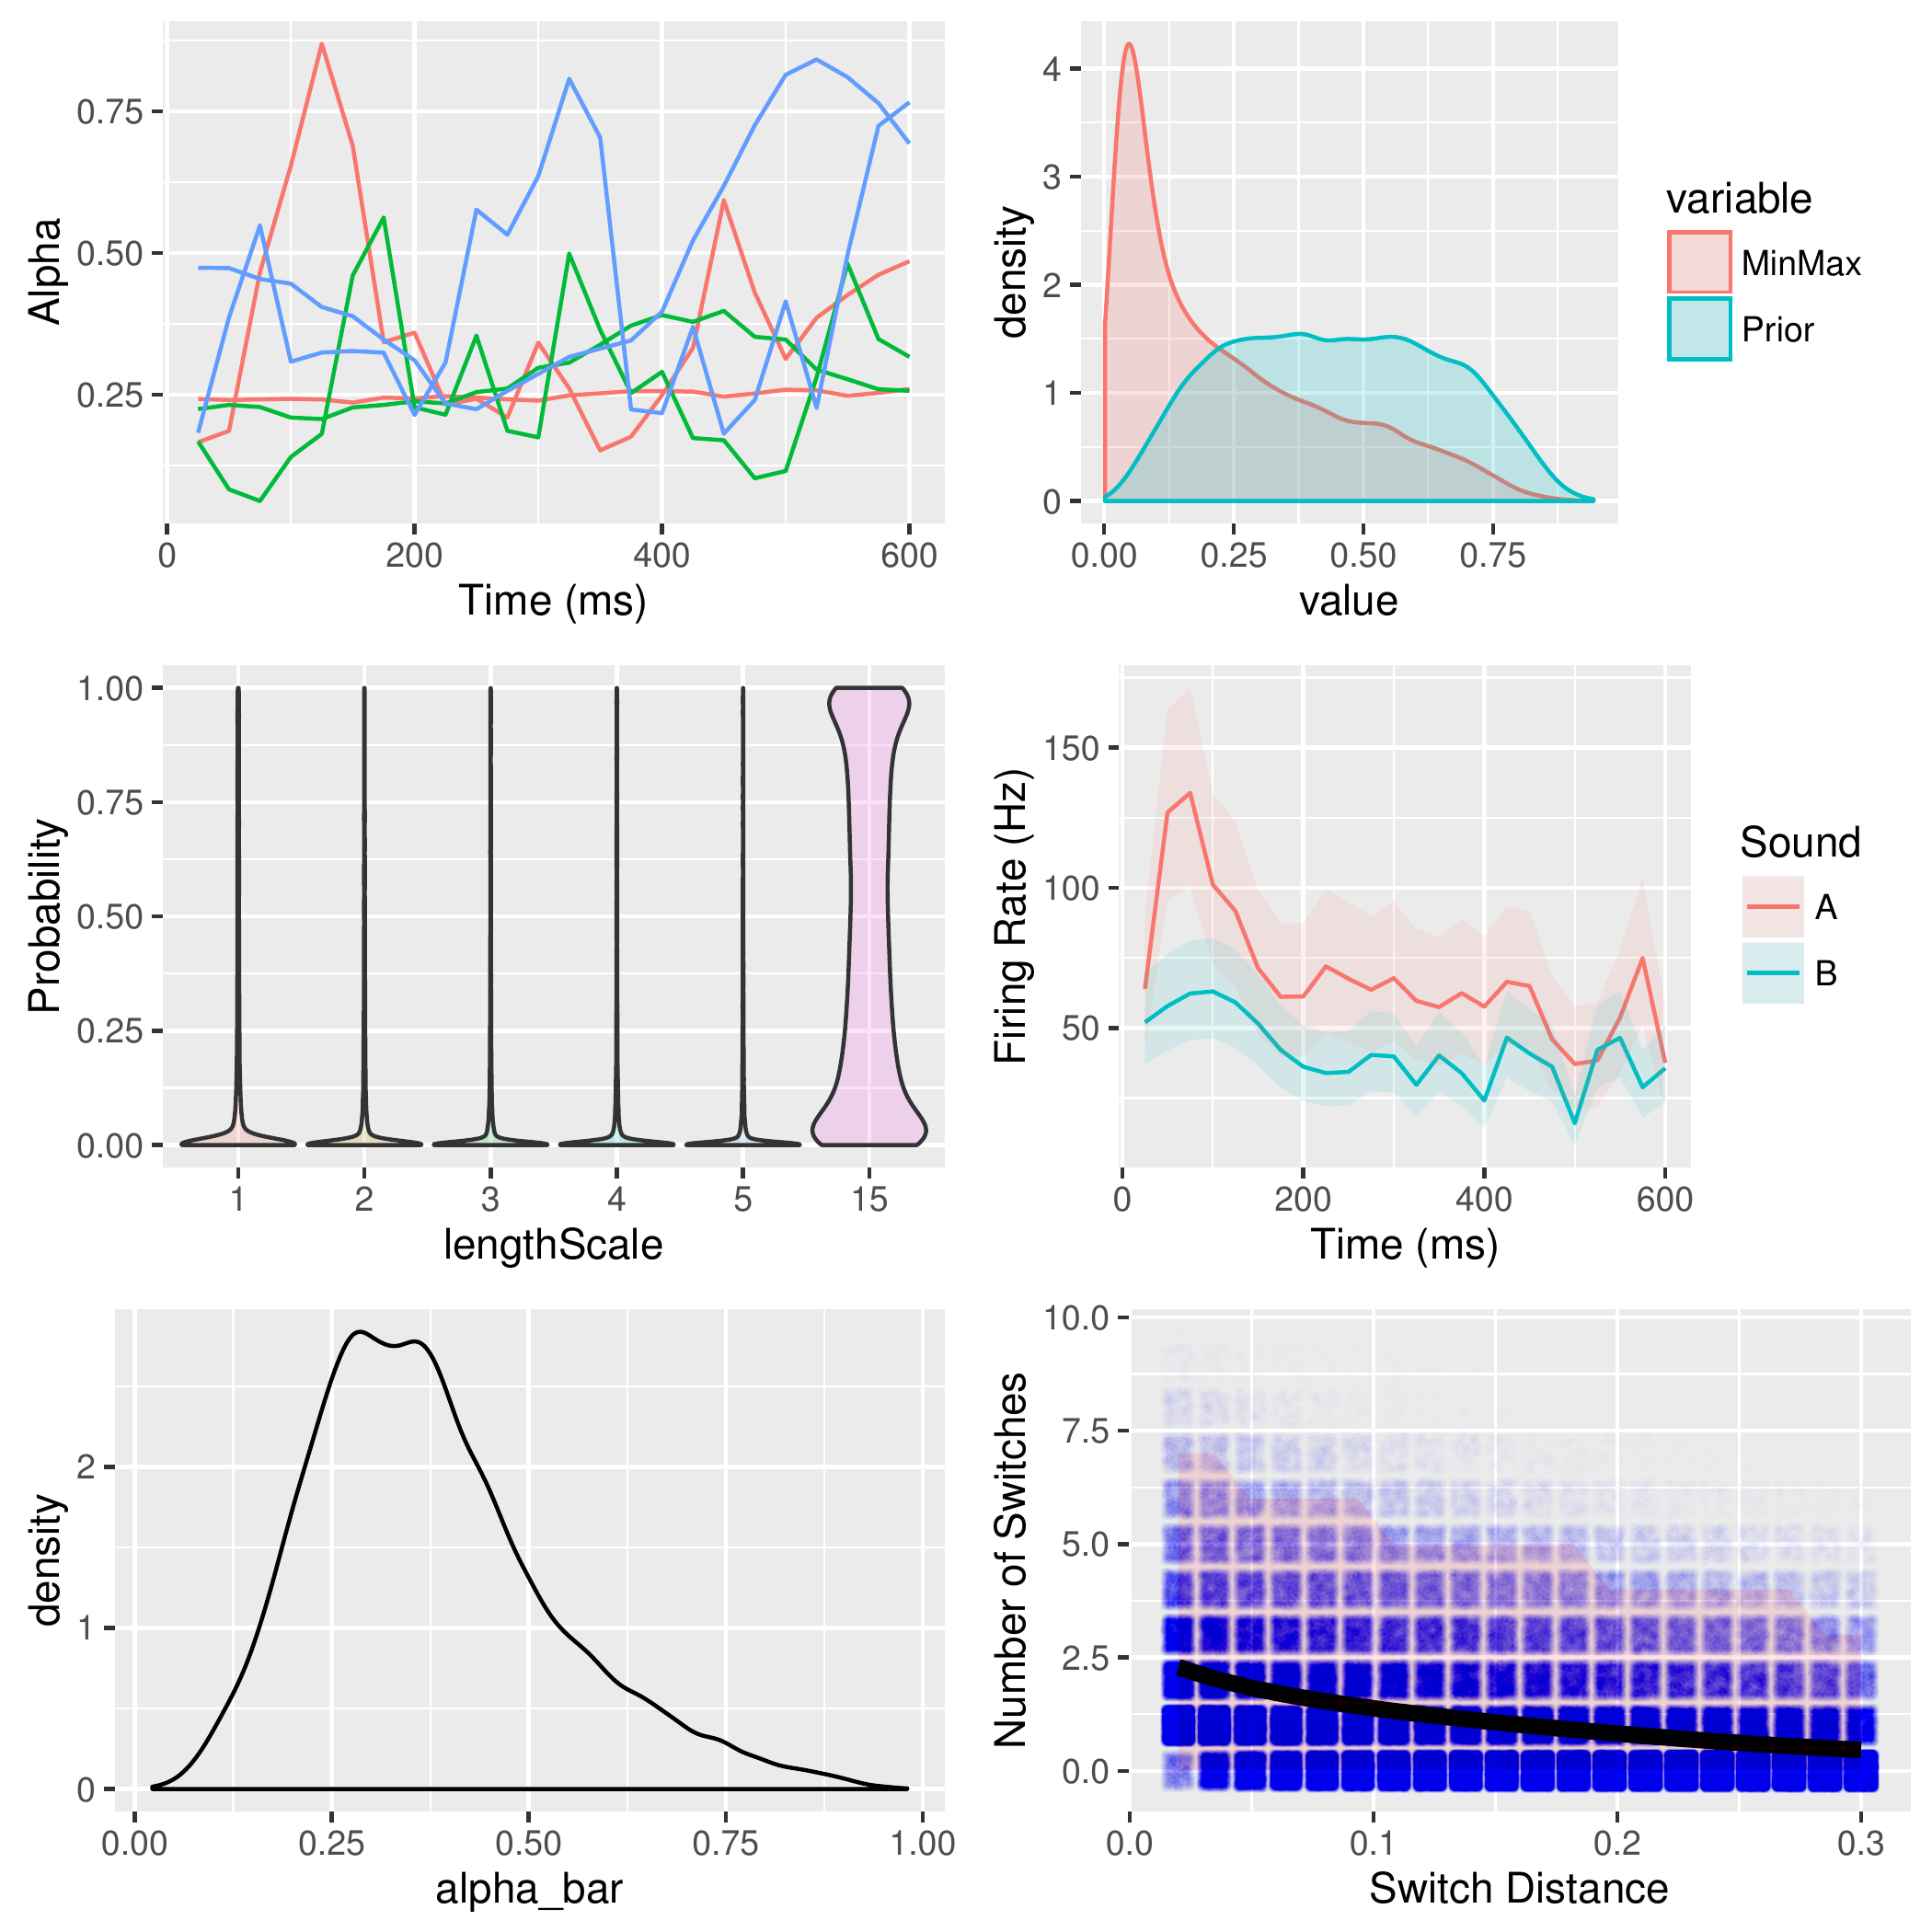 Alpha
0.75
0.50
0.25
0 200 400 600
Time (ms)
density
4
3
2
1
0
0.00 0.25 0.50 0.75
value
variable
MinMax
Prior
Probability
1.00
0.75
0.50
0.25
0.00
1 2 3 4 5 15
lengthScale
Firing Rate (Hz)
150
100
50
0 200 400 600
Time (ms)
Sound
A
B
density
2
1
0
0.00 0.25 0.50 0.75 1.00
alpha_bar
Number of Switches
10.0
7.5
5.0
2.5
0.0
0.0 0.1 0.2 0.3
Switch Distance